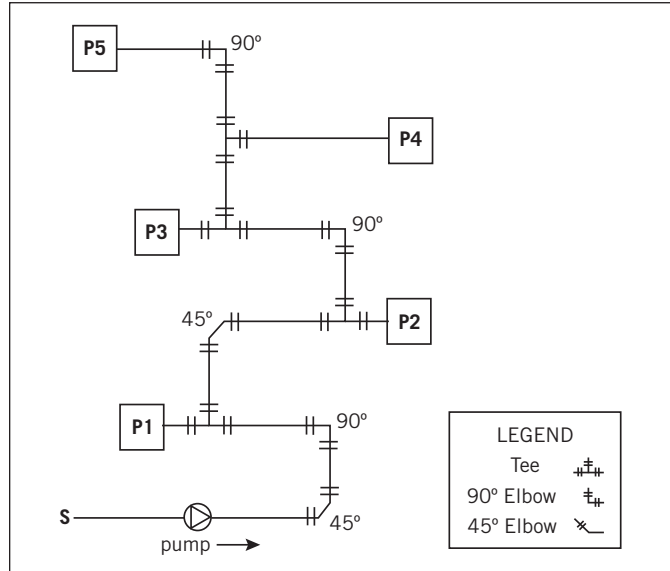 P5
90º
P4
P3
90º
45º
P2
P1
90º
S
45º
pump
LEGEND
Tee
90º Elbow
45º Elbow